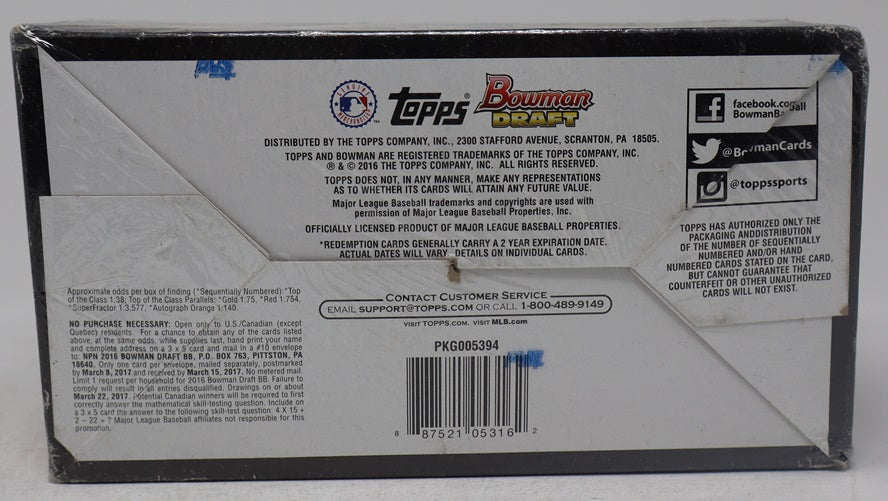 GENUINE MERCHANDISE
Topps® Bowman DRAFT
DISTRIBUTED BY THE TOPPS COMPANY, INC., 2300 STAFFORD AVENUE, SCRANTON, PA 18505.
TOPPS AND BOWMAN ARE REGISTERED TRADEMARKS OF THE TOPPS COMPANY, INC.
® & © 2016 THE TOPPS COMPANY, INC. ALL RIGHTS RESERVED.
TOPPS DOES NOT, IN ANY MANNER, MAKE ANY REPRESENTATIONS
AS TO WHETHER ITS CARDS WILL ATTAIN ANY FUTURE VALUE.
Major League Baseball trademarks and copyrights are used with
permission of Major League Baseball Properties, Inc.
OFFICIALLY LICENSED PRODUCT OF MAJOR LEAGUE BASEBALL PROPERTIES.
*REDEMPTION CARDS GENERALLY CARRY A 2 YEAR EXPIRATION DATE.
ACTUAL DATES WILL VARY. DETAILS ON INDIVIDUAL CARDS.
facebook.com/
BowmanBaseball
@BowmanCards
@toppssports
TOPPS HAS AUTHORIZED ONLY THE
PACKAGING ANDDISTRIBUTION
OF THE NUMBER OF SEQUENTIALLY
NUMBERED AND/OR HAND
NUMBERED CARDS STATED ON THE CARD,
BUT CANNOT GUARANTEE THAT
COUNTERFEIT OR OTHER UNAUTHORIZED
CARDS WILL NOT EXIST.
Approximate odds per box of finding (*Sequentially Numbered): *Top
of the Class 1:38; Top of the Class Parallels: *Gold 1:75, *Red 1:754,
*SuperFractor 1:3,577, *Autograph Orange 1:140.
NO PURCHASE NECESSARY: Open only to U.S./Canadian (except
Quebec) residents. For a chance to obtain any of the cards listed
above, at the same odds, while supplies last, hand print your name
and complete address on a 3 x 5 card and mail in a #10 envelope
to: NPN 2016 BOWMAN DRAFT BB, P.O. BOX 763, PITTSTON, PA
18640. Only one card per envelope, mailed separately, postmarked
by March 8, 2017 and received by March 15, 2017. No metered mail.
Limit 1 request per household for 2016 Bowman Draft BB. Failure to
comply will result in all entries disqualified. Drawings on or about
March 22, 2017. Potential Canadian winners will be required to first
correctly answer the mathematical skill-testing question. Include on
a 3 x 5 card the answer to the following skill-test question: 4 X 15 +
2 – 22 = ? Major League Baseball affiliates not responsible for this
promotion.
CONTACT CUSTOMER SERVICE
EMAIL SUPPORT@TOPPS.COM OR CALL 1-800-489-9149
VISIT TOPPS.COM. VISIT MLB.com
PKG005394
8 87521 05316 2